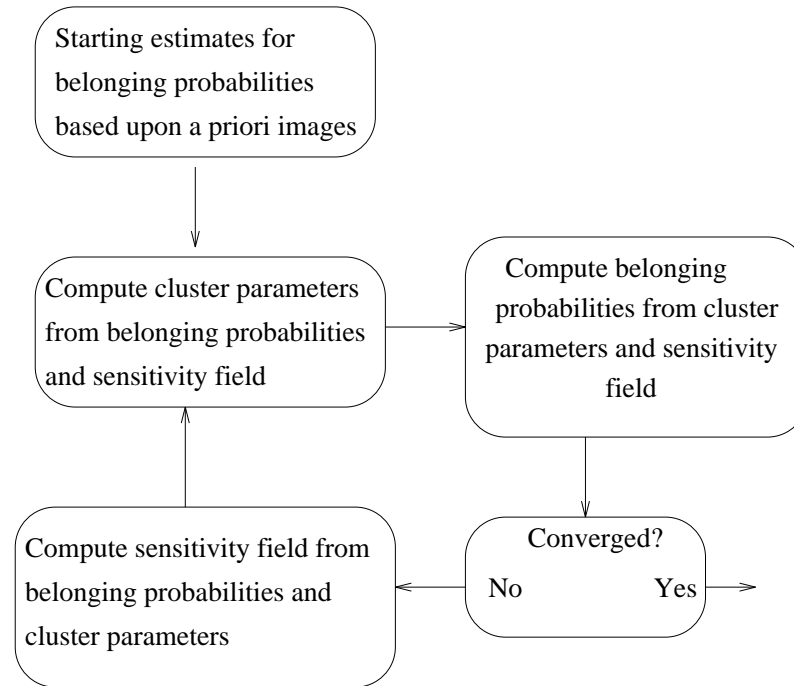 Starting estimates for
belonging probabilities
based upon a priori images
Compute cluster parameters
from belonging probabilities
and sensitivity field
Compute belonging
probabilities from cluster
parameters and sensitivity
field
Converged?
No
Yes
Compute sensitivity field from
belonging probabilities and
cluster parameters